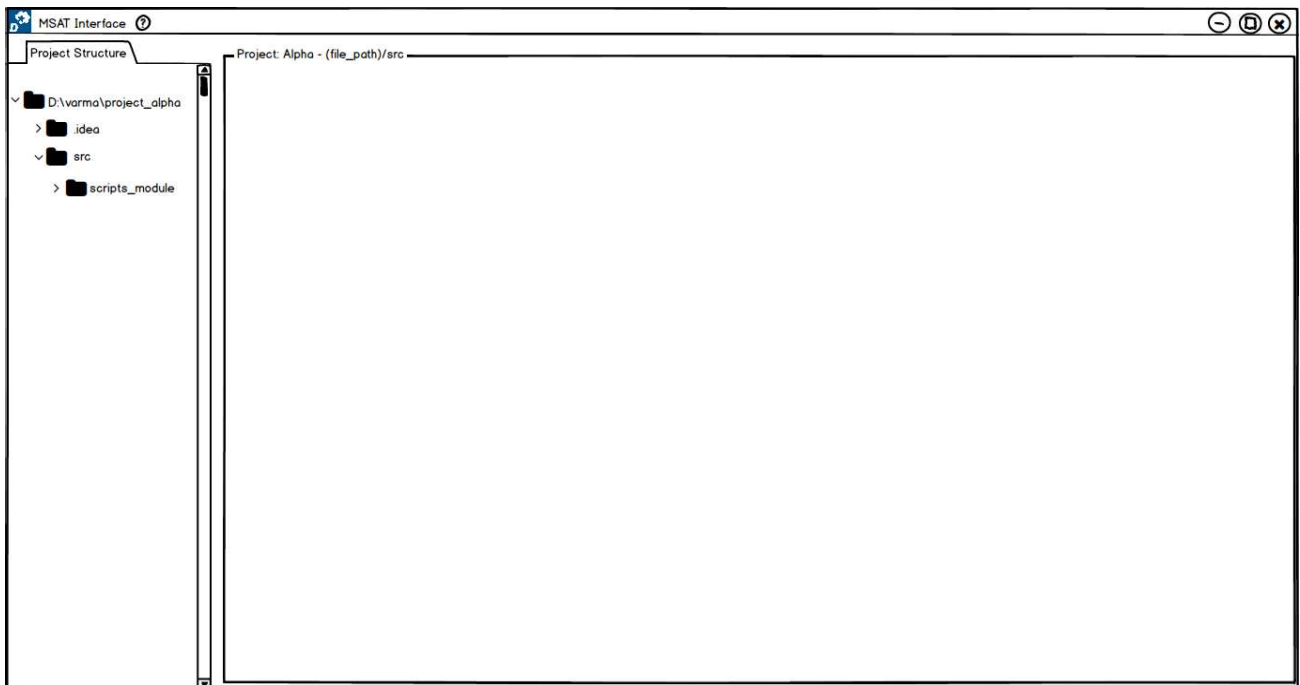 MSAT Interface ?
Project Structure
Project: Alpha - (file_path)/src
D:\varma\project_alpha
.idea
src
scripts_module